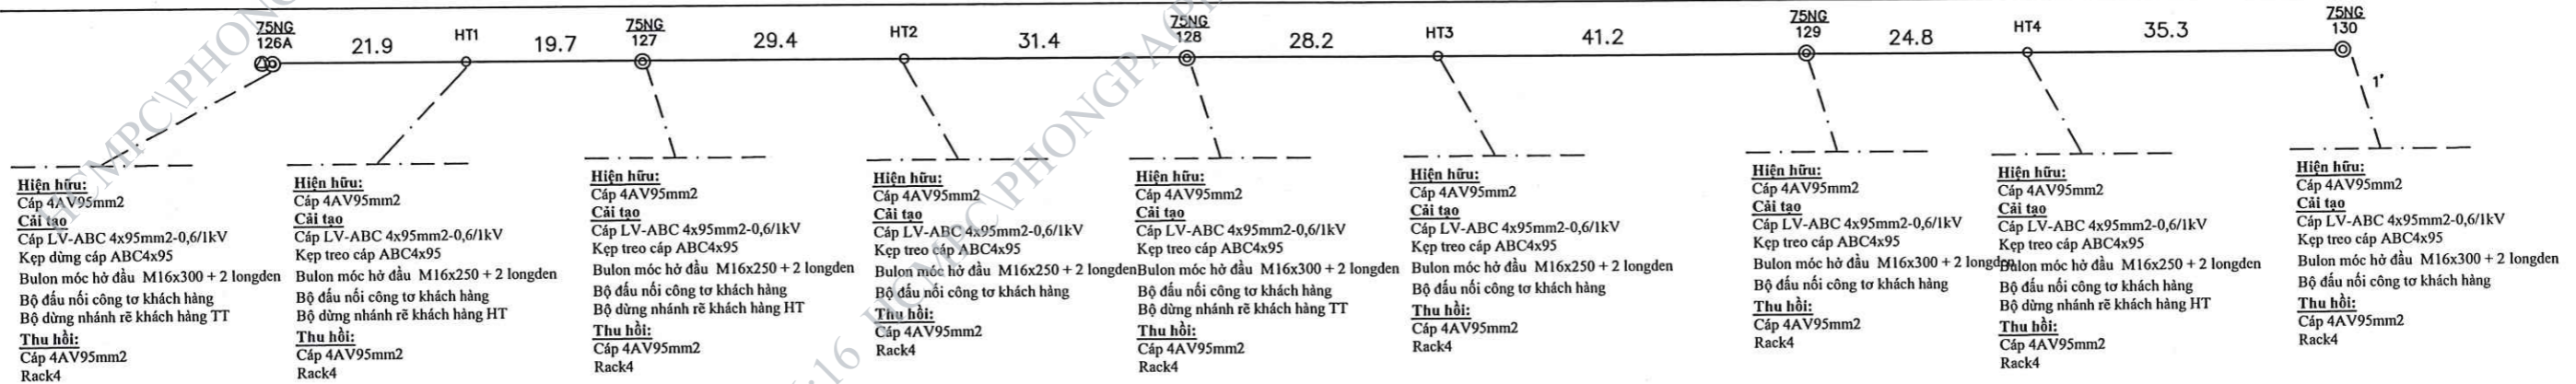 75NG
126A
21.9
HT1
19.7
75NG
127
29.4
HT2
31.4
75NG
128
28.2
HT3
41.2
75NG
129
24.8
HT4
35.3
75NG
130
1'
Hiện hữu:
Cáp 4AV95mm2
Cải tạo
Cáp LV-ABC 4x95mm2-0,6/1kV
Kẹp dừng cáp ABC4x95
Bulon móc hở đầu M16x300 + 2 longden
Bộ đấu nối công tơ khách hàng
Bộ dừng nhánh rẽ khách hàng TT
Thu hồi:
Cáp 4AV95mm2
Rack4
Hiện hữu:
Cáp 4AV95mm2
Cải tạo
Cáp LV-ABC 4x95mm2-0,6/1kV
Kẹp treo cáp ABC4x95
Bulon móc hở đầu M16x250 + 2 longden
Bộ đấu nối công tơ khách hàng
Bộ dừng nhánh rẽ khách hàng HT
Thu hồi:
Cáp 4AV95mm2
Rack4
Hiện hữu:
Cáp 4AV95mm2
Cải tạo
Cáp LV-ABC 4x95mm2-0,6/1kV
Kẹp treo cáp ABC4x95
Bulon móc hở đầu M16x300 + 2 longden
Bộ đấu nối công tơ khách hàng
Bộ dừng nhánh rẽ khách hàng HT
Thu hồi:
Cáp 4AV95mm2
Rack4
Hiện hữu:
Cáp 4AV95mm2
Cải tạo
Cáp LV-ABC 4x95mm2-0,6/1kV
Kẹp treo cáp ABC4x95
Bulon móc hở đầu M16x250 + 2 longden
Bộ đấu nối công tơ khách hàng
Thu hồi:
Cáp 4AV95mm2
Rack4
Hiện hữu:
Cáp 4AV95mm2
Cải tạo
Cáp LV-ABC 4x95mm2-0,6/1kV
Kẹp treo cáp ABC4x95
Bulon móc hở đầu M16x300 + 2 longden
Bộ đấu nối công tơ khách hàng
Bộ dừng nhánh rẽ khách hàng TT
Thu hồi:
Cáp 4AV95mm2
Rack4
Hiện hữu:
Cáp 4AV95mm2
Cải tạo
Cáp LV-ABC 4x95mm2-0,6/1kV
Kẹp treo cáp ABC4x95
Bulon móc hở đầu M16x250 + 2 longden
Bộ đấu nối công tơ khách hàng
Thu hồi:
Cáp 4AV95mm2
Rack4
Hiện hữu:
Cáp 4AV95mm2
Cải tạo
Cáp LV-ABC 4x95mm2-0,6/1kV
Kẹp treo cáp ABC4x95
Bulon móc hở đầu M16x300 + 2 longden
Bộ đấu nối công tơ khách hàng
Thu hồi:
Cáp 4AV95mm2
Rack4
Hiện hữu:
Cáp 4AV95mm2
Cải tạo
Cáp LV-ABC 4x95mm2-0,6/1kV
Kẹp treo cáp ABC4x95
Bulon móc hở đầu M16x250 + 2 longden
Bộ đấu nối công tơ khách hàng
Bộ dừng nhánh rẽ khách hàng HT
Thu hồi:
Cáp 4AV95mm2
Rack4
Hiện hữu:
Cáp 4AV95mm2
Cải tạo
Cáp LV-ABC 4x95mm2-0,6/1kV
Kẹp treo cáp ABC4x95
Bulon móc hở đầu M16x300 + 2 longden
Bộ đấu nối công tơ khách hàng
Thu hồi:
Cáp 4AV95mm2
Rack4
HCMPC\PHONG
:16 HCMPC\PHONGPA